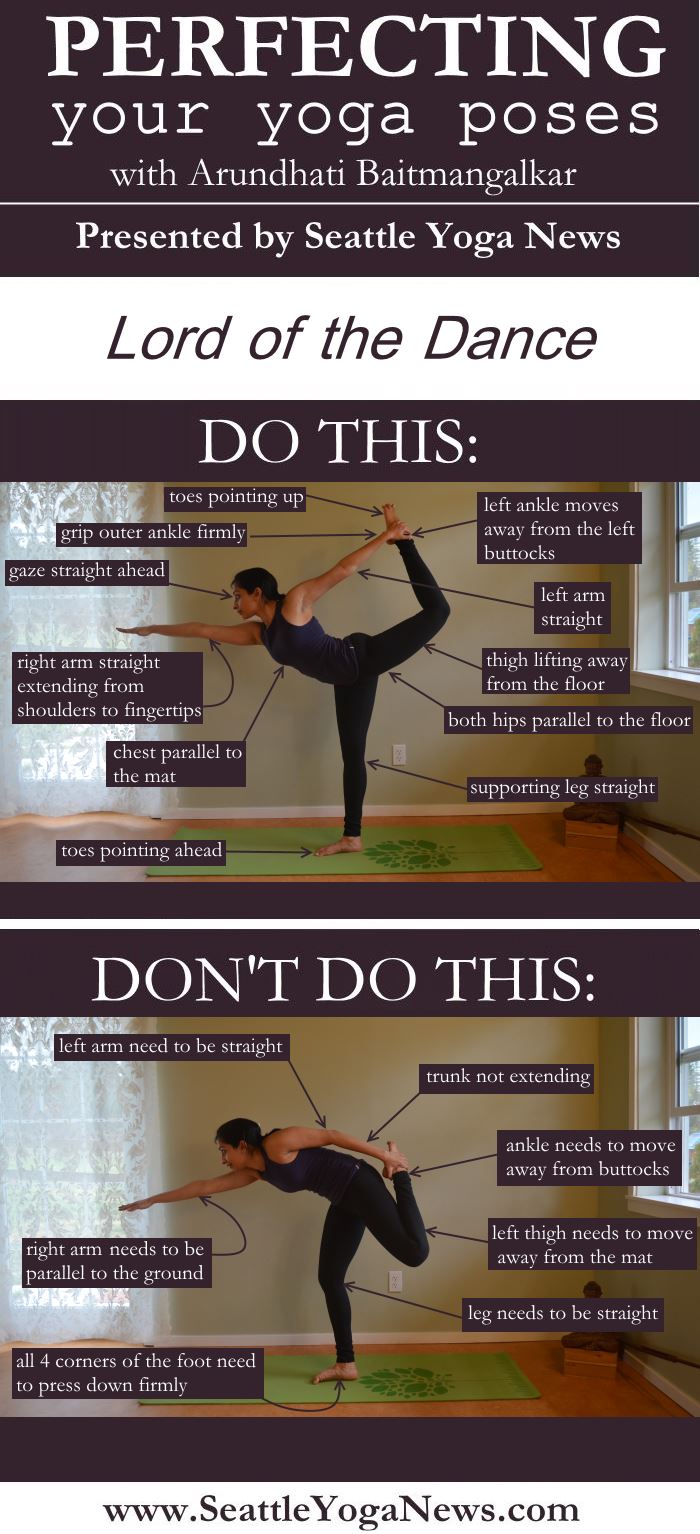 PERFECTING
your yoga poses
with Arundhati Baitmangalkar
Presented by Seattle Yoga News
Lord of the Dance
DO THIS:
toes pointing up
grip outer ankle firmly
gaze straight ahead
left ankle moves
away from the left
buttocks
left arm
straight
right arm straight
extending from
shoulders to fingertips
thigh lifting away
from the floor
both hips parallel to the floor
chest parallel to
the mat
supporting leg straight
toes pointing ahead
DON'T DO THIS:
left arm need to be straight
trunk not extending
ankle needs to move
away from buttocks
right arm needs to be
parallel to the ground
left thigh needs to move
away from the mat
leg needs to be straight
all 4 corners of the foot need
to press down firmly
www.SeattleYogaNews.com